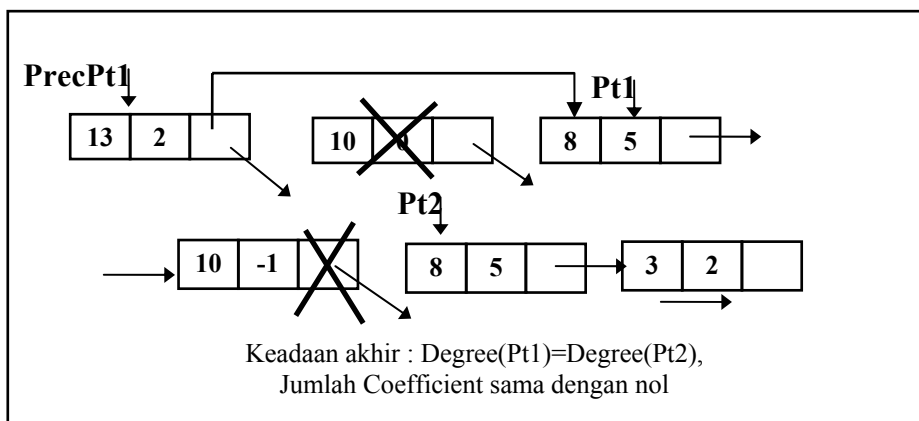 PrecPt1
Pt1
13 2
10 0
8 5
Pt2
10 -1
8 5
3 2
Keadaan akhir : Degree(Pt1)=Degree(Pt2),
Jumlah Coefficient sama dengan nol